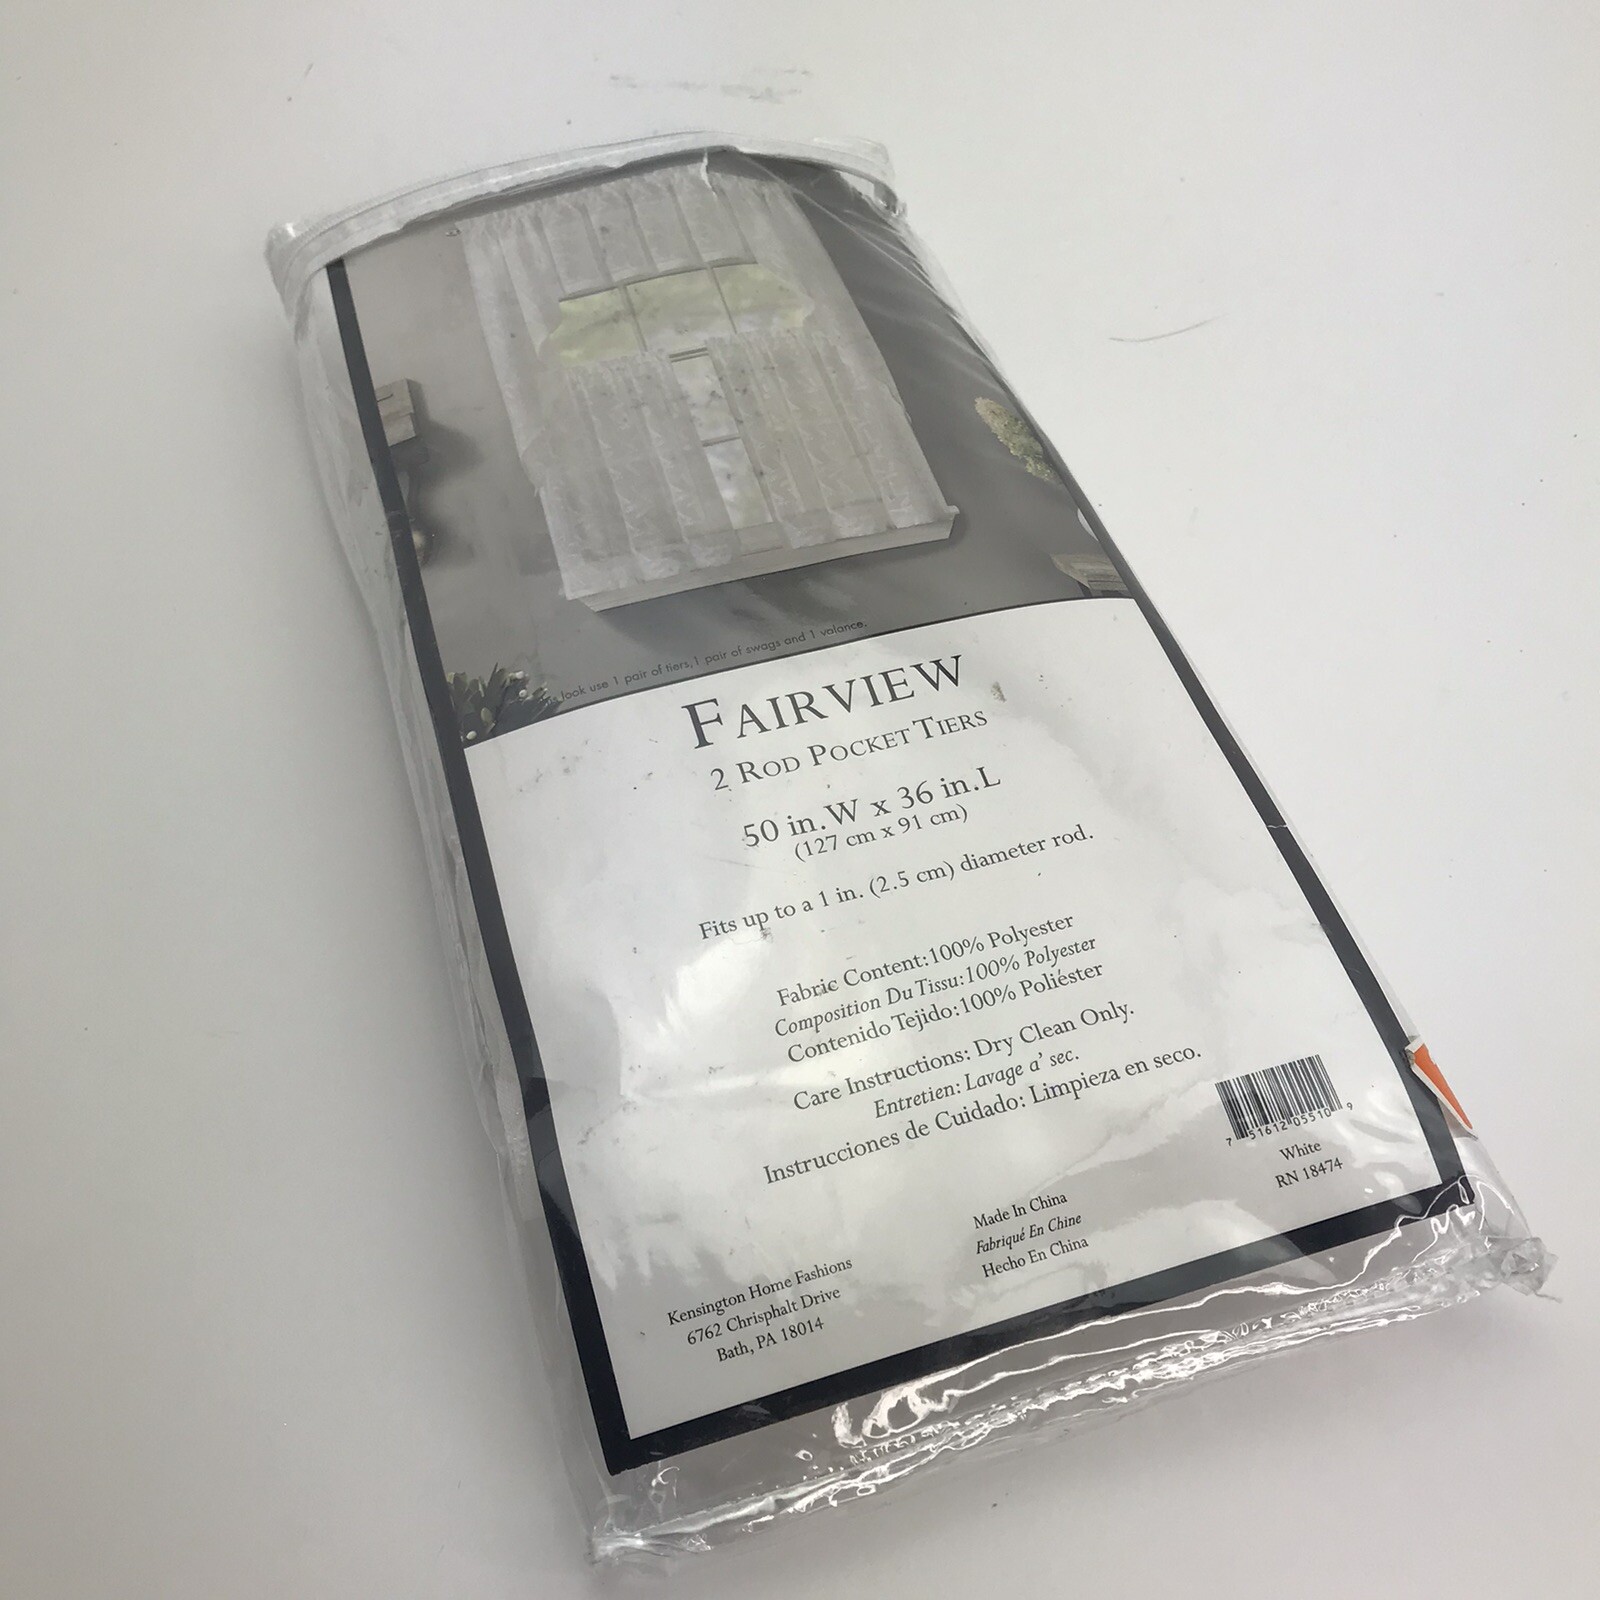 look use 1 pair of tiers, 1 pair of swags and 1 valance.
FAIRVIEW
2 ROD POCKET TIERS
50 in.W x 36 in.L
(127 cm x 91 cm)
Fits up to a 1 in. (2.5 cm) diameter rod.
Fabric Content:100% Polyester
Composition Du Tissu:100% Polyester
Contenido Tejido:100% Poliéster
Care Instructions: Dry Clean Only.
Entretien: Lavage a' sec.
Instrucciones de Cuidado: Limpieza en seco.
7 51612 05510 9
White
RN 18474
Made In China
Fabriqué En Chine
Hecho En China
Kensington Home Fashions
6762 Chrisphalt Drive
Bath, PA 18014